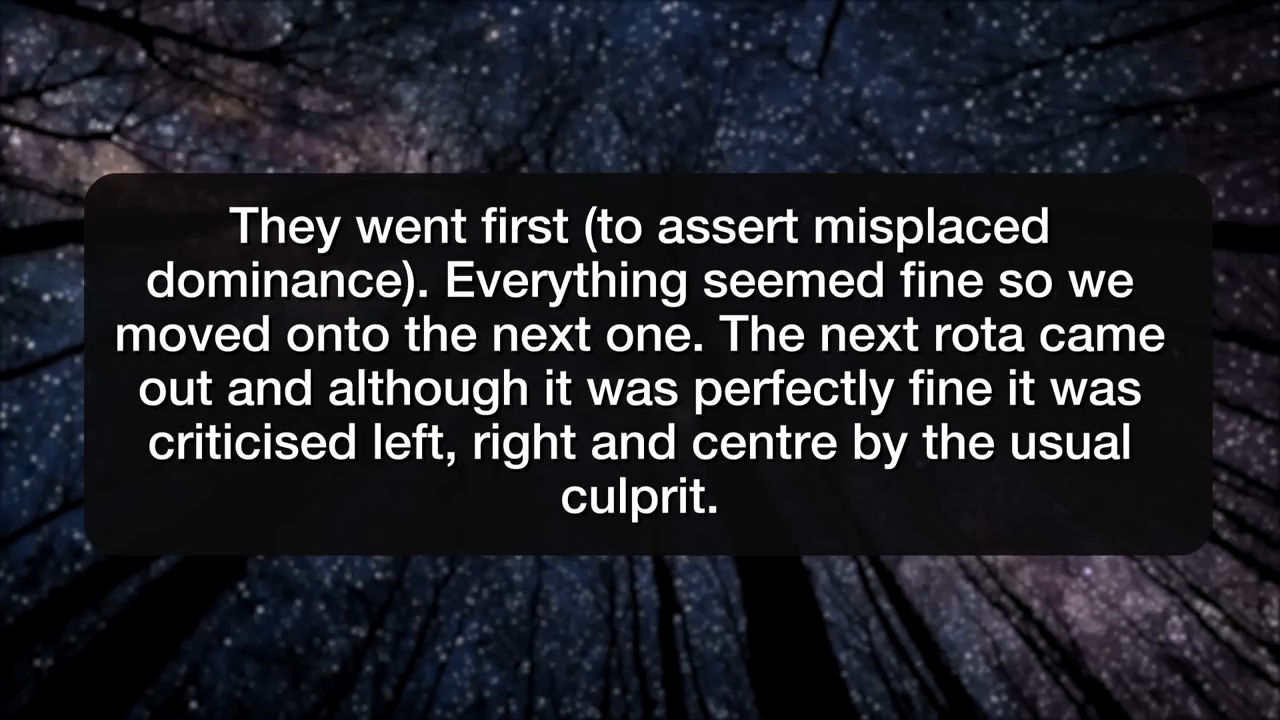 They went first (to assert misplaced
dominance). Everything seemed fine so we
moved onto the next one. The next rota came
out and although it was perfectly fine it was
criticised left, right and centre by the usual
culprit.